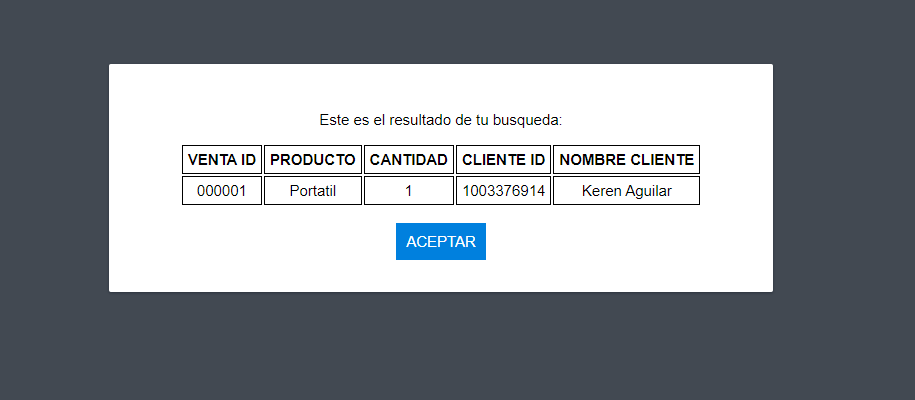 Este es el resultado de tu busqueda:
VENTA ID PRODUCTO CANTIDAD CLIENTE ID NOMBRE CLIENTE
000001 Portatil 1 1003376914 Keren Aguilar
ACEPTAR